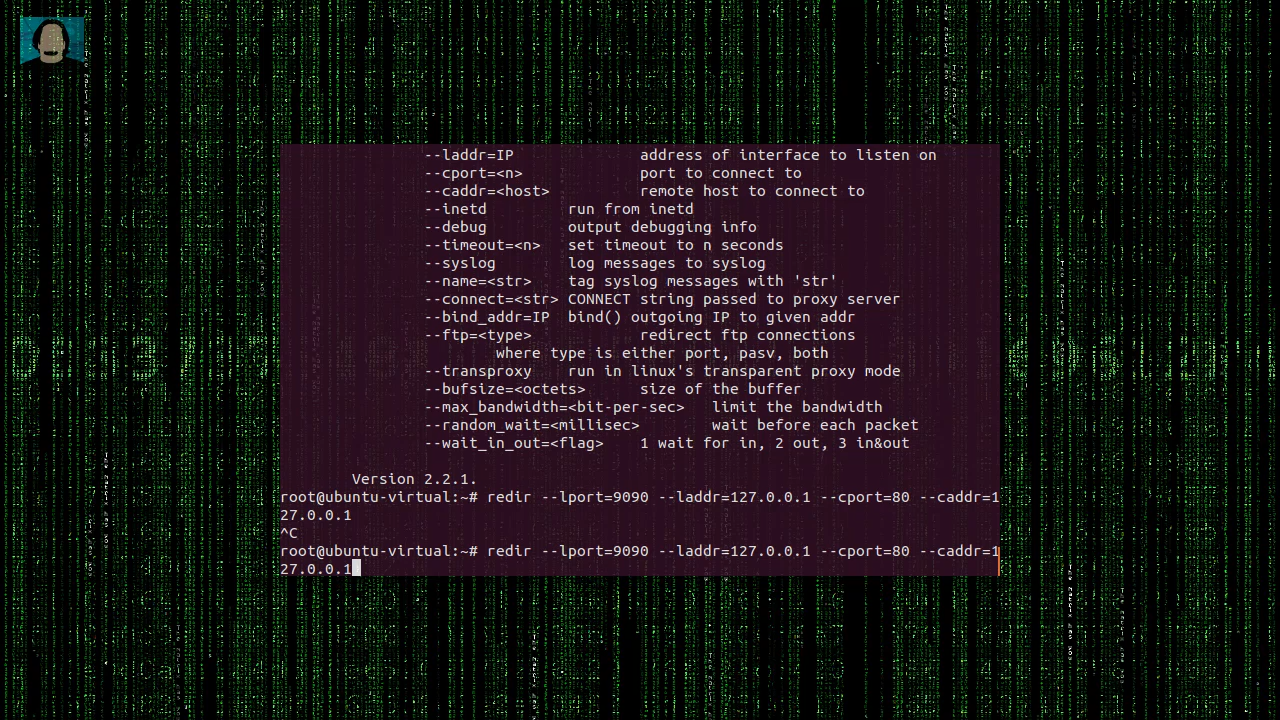 --laddr=IP address of interface to listen on
--cport=<n> port to connect to
--caddr=<host> remote host to connect to
--inetd run from inetd
--debug output debugging info
--timeout=<n> set timeout to n seconds
--syslog log messages to syslog
--name=<str> tag syslog messages with 'str'
--connect=<str> CONNECT string passed to proxy server
--bind_addr=IP bind() outgoing IP to given addr
--ftp=<type> redirect ftp connections
where type is either port, pasv, both
--transproxy run in linux's transparent proxy mode
--bufsize=<octets> size of the buffer
--max_bandwidth=<bit-per-sec> limit the bandwidth
--random_wait=<millisec> wait before each packet
--wait_in_out=<flag> 1 wait for in, 2 out, 3 in&out
Version 2.2.1.
root@ubuntu-virtual:~# redir --lport=9090 --laddr=127.0.0.1 --cport=80 --caddr=1
27.0.0.1
^C
root@ubuntu-virtual:~# redir --lport=9090 --laddr=127.0.0.1 --cport=80 --caddr=1
27.0.0.1